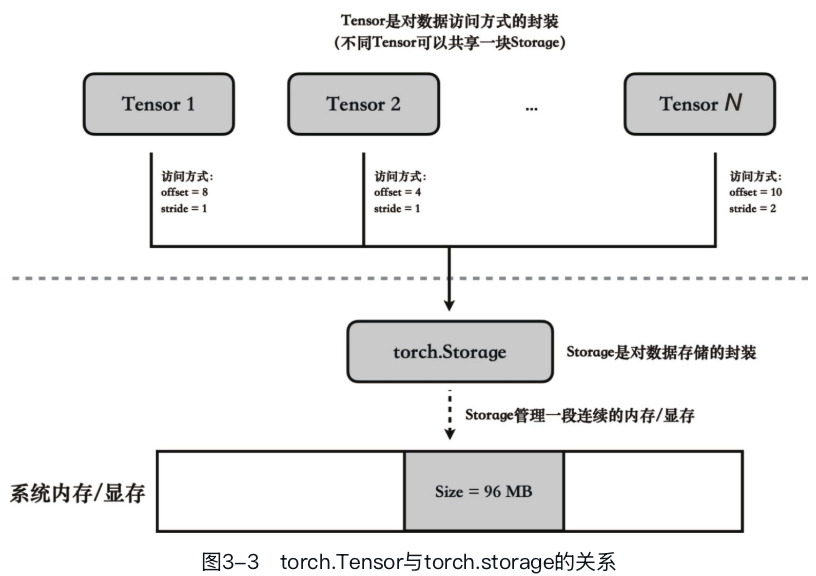 Tensor是对数据访问方式的封装
(不同Tensor可以共享一块Storage)
Tensor 1
Tensor 2
...
Tensor N
访问方式:
offset = 8
stride = 1
访问方式:
offset = 4
stride = 1
访问方式:
offset = 10
stride = 2
torch.Storage
Storage是对数据存储的封装
Storage管理一段连续的内存/显存
系统内存/显存
Size = 96 MB
图3-3 torch.Tensor与torch.storage的关系